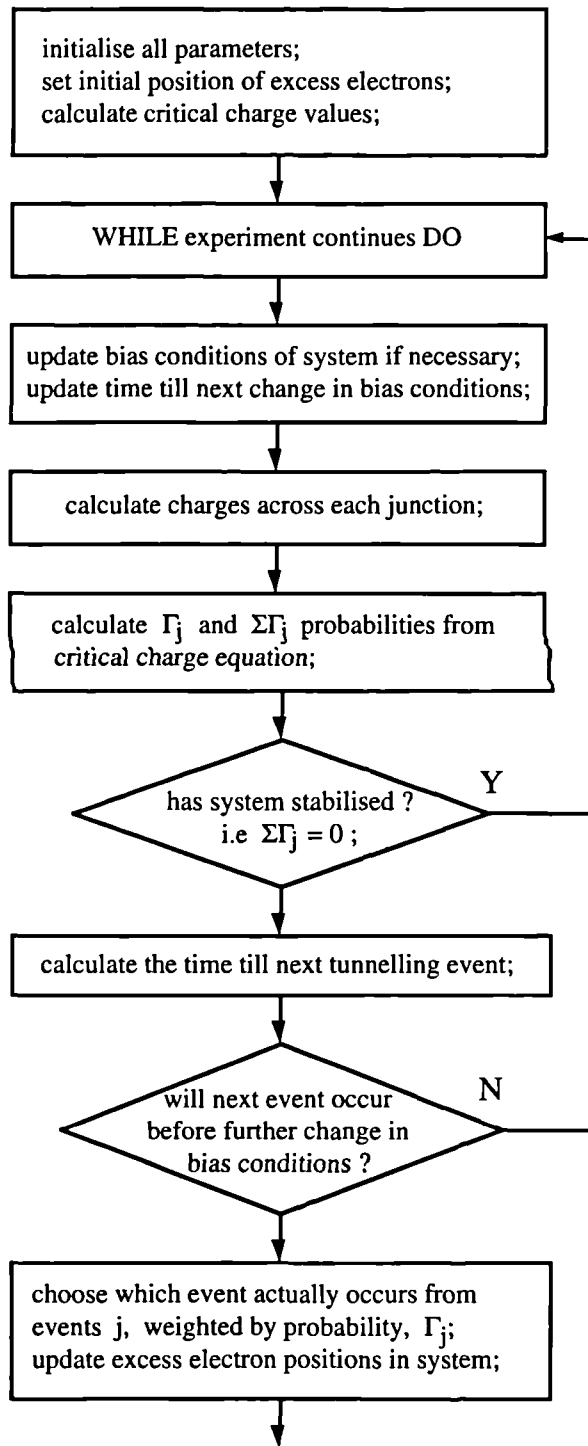 initialise all parameters;
set initial position of excess electrons;
calculate critical charge values;
WHILE experiment continues DO
update bias conditions of system if necessary;
update time till next change in bias conditions;
calculate charges across each junction;
calculate Γj and ΣΓj probabilities from
critical charge equation;
has system stabilised ?
i.e ΣΓj = 0 ;
Y
calculate the time till next tunnelling event;
will next event occur
before further change in
bias conditions ?
N
choose which event actually occurs from
events j, weighted by probability, Γj;
update excess electron positions in system;